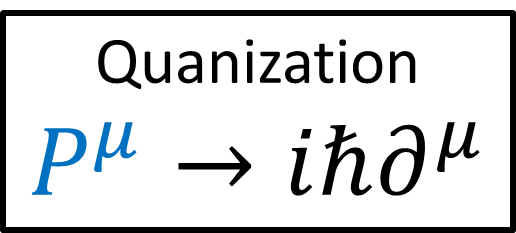 Quanization
P^μ → iħ∂^μ